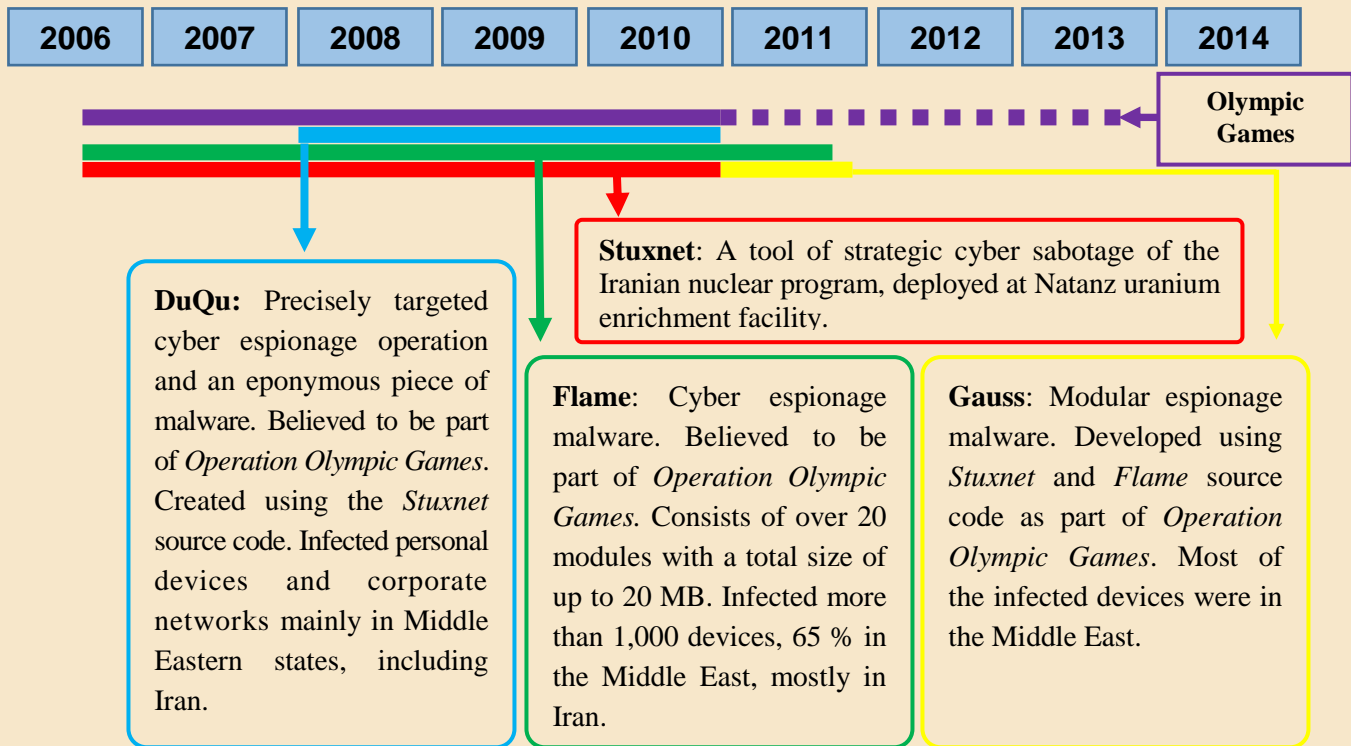 2006 2007 2008 2009 2010 2011 2012 2013 2014
Olympic
Games
Stuxnet: A tool of strategic cyber sabotage of the
Iranian nuclear program, deployed at Natanz uranium
enrichment facility.
DuQu: Precisely targeted
cyber espionage operation
and an eponymous piece of
malware. Believed to be part
of Operation Olympic Games.
Created using the Stuxnet
source code. Infected personal
devices and corporate
networks mainly in Middle
Eastern states, including
Iran.
Flame: Cyber espionage
malware. Believed to be
part of Operation Olympic
Games. Consists of over 20
modules with a total size of
up to 20 MB. Infected more
than 1,000 devices, 65 % in
the Middle East, mostly in
Iran.
Gauss: Modular espionage
malware. Developed using
Stuxnet and Flame source
code as part of Operation
Olympic Games. Most of
the infected devices were in
the Middle East.